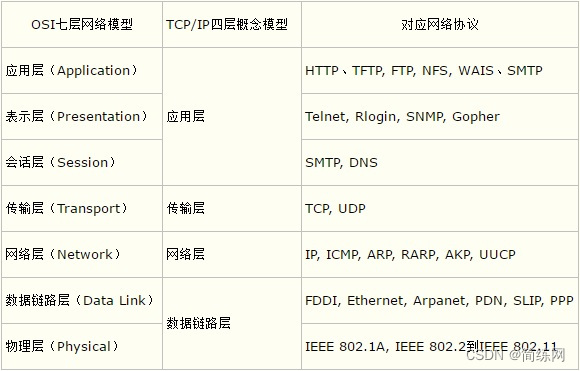 OSI七层网络模型 TCP/IP四层概念模型 对应网络协议
应用层（Application） HTTP、TFTP, FTP, NFS, WAIS、SMTP
表示层（Presentation） 应用层 Telnet, Rlogin, SNMP, Gopher
会话层（Session） SMTP, DNS
传输层（Transport） 传输层 TCP, UDP
网络层（Network） 网络层 IP, ICMP, ARP, RARP, AKP, UUCP
数据链路层（Data Link） FDDI, Ethernet, Arpanet, PDN, SLIP, PPP
数据链路层
物理层（Physical） IEEE 802.1A, IEEE 802.2到IEEE 802.11
CSDN @简练网